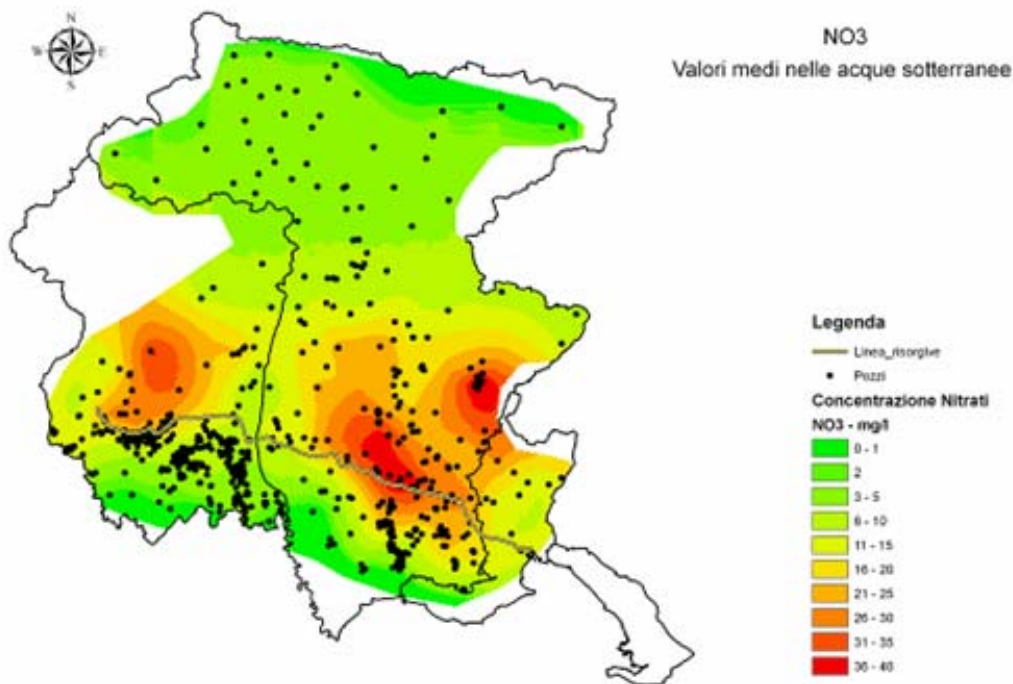 N
W E
S
NO3
Valori medi nelle acque sotterranee
Legenda
Linea_risorgive
Pozzi
Concentrazione Nitrati
NO3 - mg/l
0 - 1
2
3 - 5
6 - 10
11 - 15
16 - 20
21 - 25
26 - 30
31 - 35
36 - 40